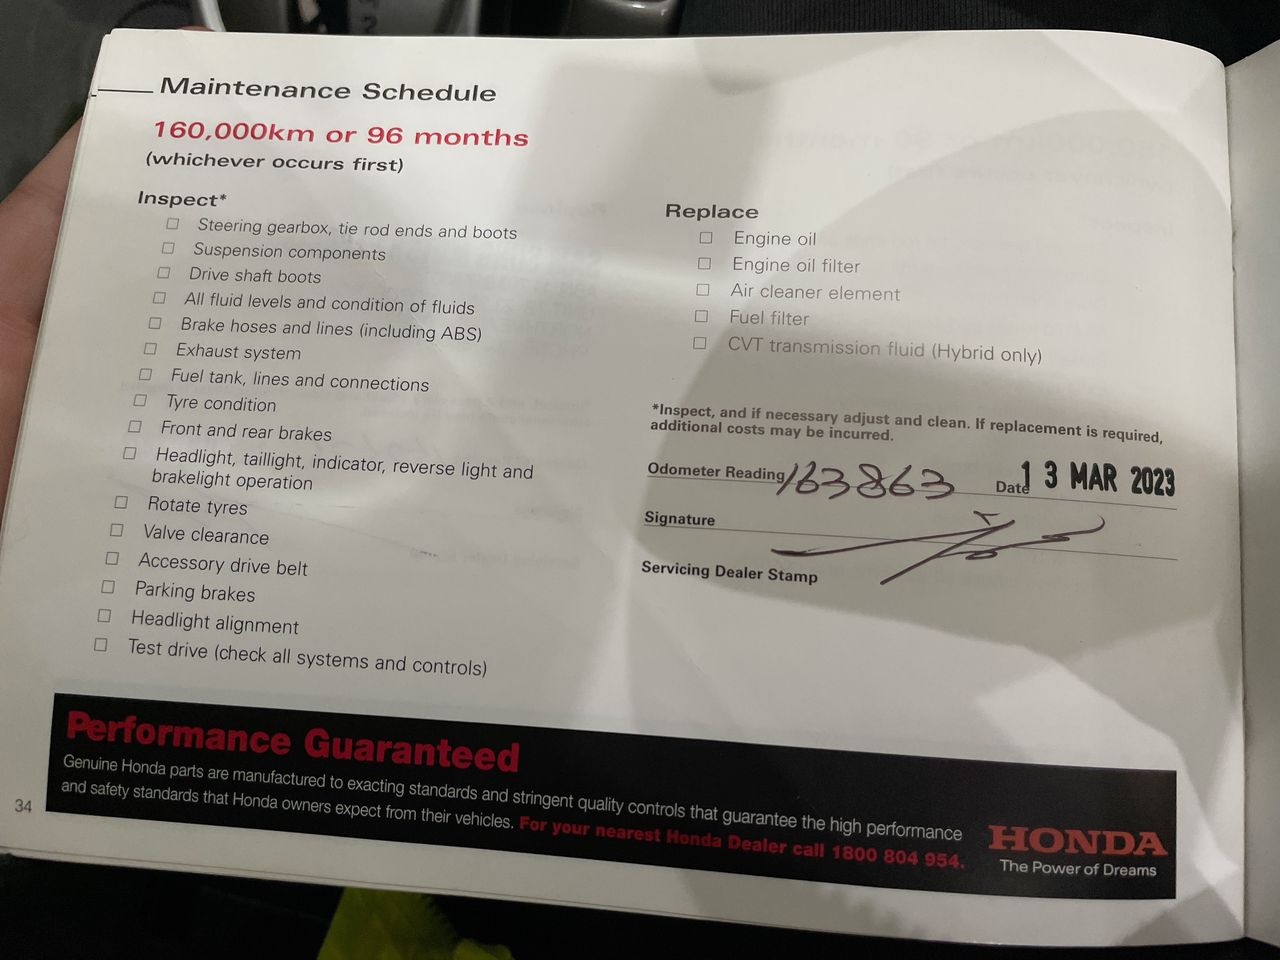 Maintenance Schedule
160,000km or 96 months
(whichever occurs first)
Inspect*
☐ Steering gearbox, tie rod ends and boots
☐ Suspension components
☐ Drive shaft boots
☐ All fluid levels and condition of fluids
☐ Brake hoses and lines (including ABS)
☐ Exhaust system
☐ Fuel tank, lines and connections
☐ Tyre condition
☐ Front and rear brakes
☐ Headlight, taillight, indicator, reverse light and
brakelight operation
☐ Rotate tyres
☐ Valve clearance
☐ Accessory drive belt
☐ Parking brakes
☐ Headlight alignment
☐ Test drive (check all systems and controls)
Replace
☐ Engine oil
☐ Engine oil filter
☐ Air cleaner element
☐ Fuel filter
☐ CVT transmission fluid (Hybrid only)
*Inspect, and if necessary adjust and clean. If replacement is required,
additional costs may be incurred.
Odometer Reading 163863 Date 13 MAR 2023
Signature
Servicing Dealer Stamp
Performance Guaranteed
Genuine Honda parts are manufactured to exacting standards and stringent quality controls that guarantee the high performance
and safety standards that Honda owners expect from their vehicles. For your nearest Honda Dealer call 1800 804 954.
HONDA
The Power of Dreams
34